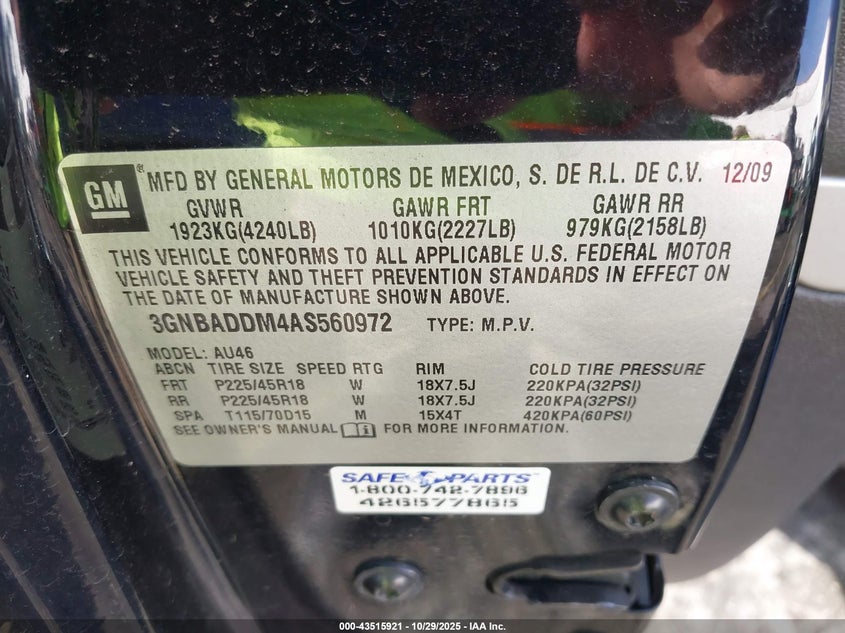 GM ® MFD BY GENERAL MOTORS DE MEXICO, S. DE R.L. DE C.V. 12/09
GVWR GAWR FRT GAWR RR
1923KG(4240LB) 1010KG(2227LB) 979KG(2158LB)
THIS VEHICLE CONFORMS TO ALL APPLICABLE U.S. FEDERAL MOTOR
VEHICLE SAFETY AND THEFT PREVENTION STANDARDS IN EFFECT ON
THE DATE OF MANUFACTURE SHOWN ABOVE.
3GNBADDM4AS560972 TYPE: M.P.V.
MODEL: AU46
ABCN TIRE SIZE SPEED RTG RIM COLD TIRE PRESSURE
FRT P225/45R18 W 18X7.5J 220KPA(32PSI)
RR P225/45R18 W 18X7.5J 220KPA(32PSI)
SPA T115/70D15 M 15X4T 420KPA(60PSI)
SEE OWNER'S MANUAL FOR MORE INFORMATION.
SAFE PARTS™
1-800-742-7896
4265778615
000-43515921 - 10/29/2025 - IAA Inc.